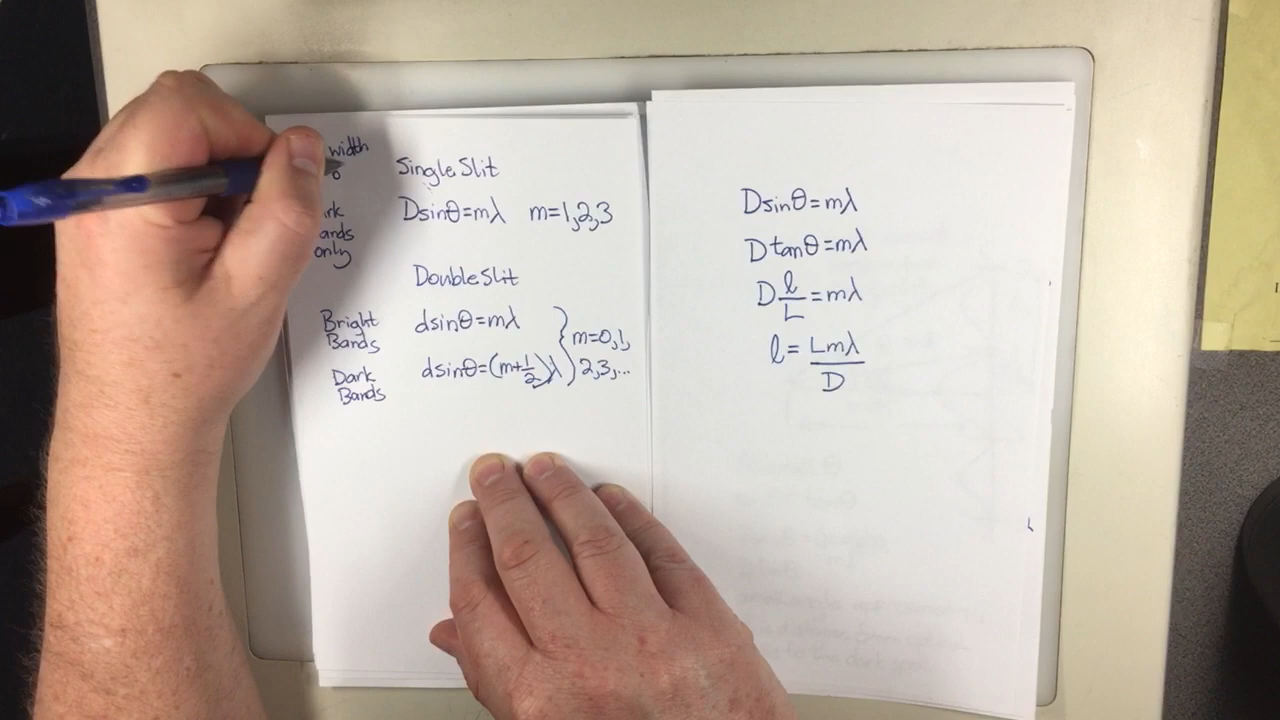 width
Single Slit
Dsinθ=mλ m=1,2,3
only
Double Slit
Bright
Bands
dsinθ=mλ
m=0,1,
2,3,...
Dark
Bands
dsinθ=(m+1/2)λ
Dsinθ=mλ
Dtanθ=mλ
D l/L=mλ
l=Lmλ/D